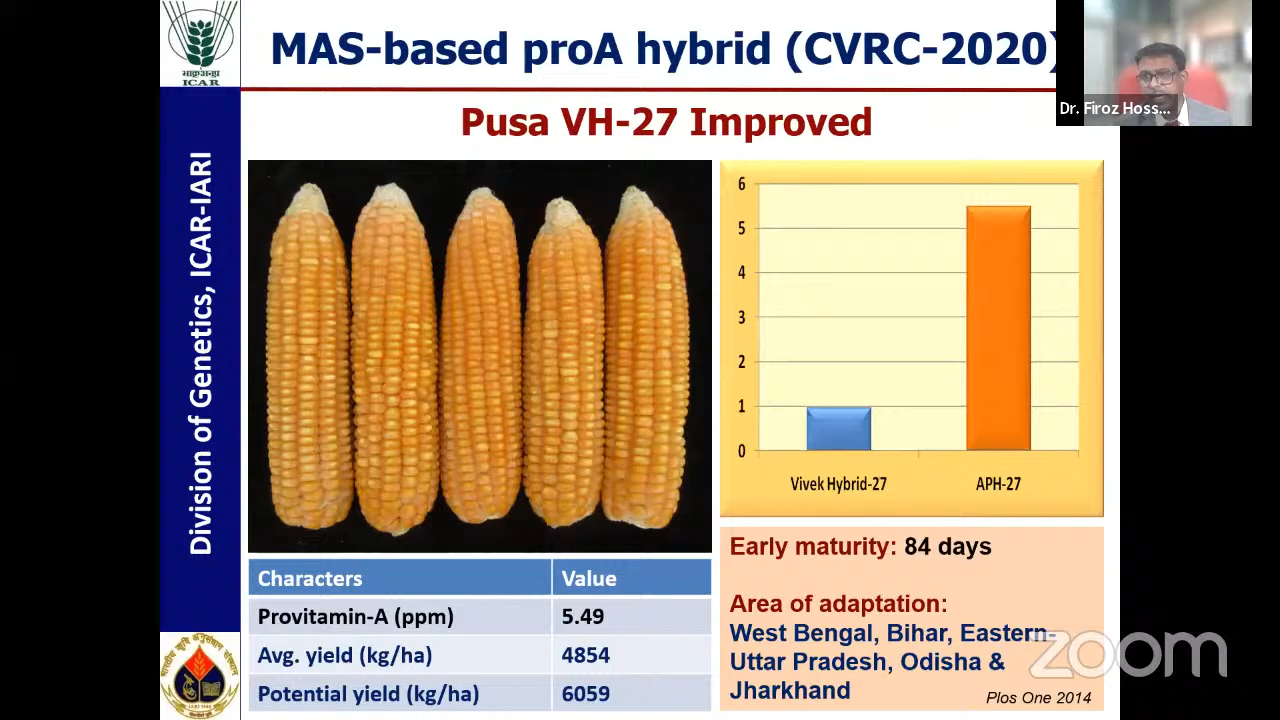 MAS-based proA hybrid (CVRC-2020)
Dr. Firoz Hoss...
Pusa VH-27 Improved
ICAR
Division of Genetics, ICAR-IARI
6
5
4
3
2
1
0
Vivek Hybrid-27 APH-27
Characters Value
Provitamin-A (ppm) 5.49
Avg. yield (kg/ha) 4854
Potential yield (kg/ha) 6059
Early maturity: 84 days
Area of adaptation:
West Bengal, Bihar, Eastern-
Uttar Pradesh, Odisha &
Jharkhand
Plos One 2014
zoom